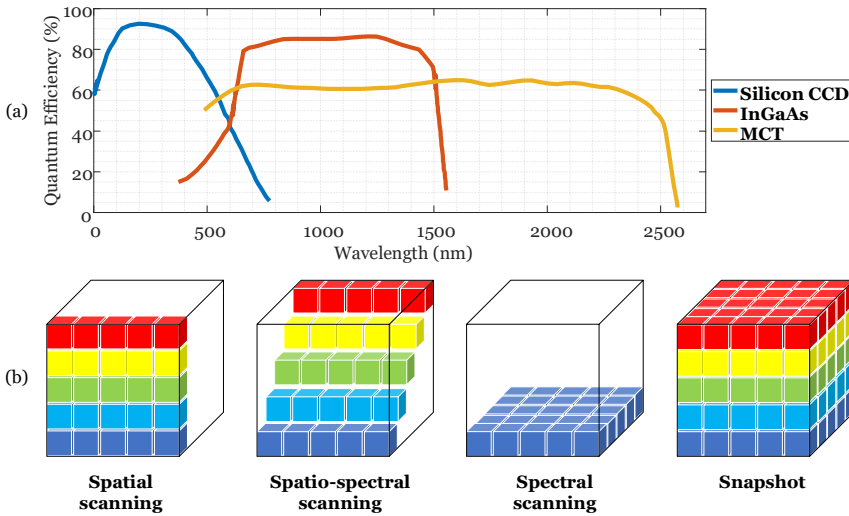 (a)
Quantum Efficiency (%)
100
80
60
40
20
0
0 500 1000 1500 2000 2500
Wavelength (nm)
Silicon CCD
InGaAs
MCT
(b)
Spatial
scanning
Spatio-spectral
scanning
Spectral
scanning
Snapshot